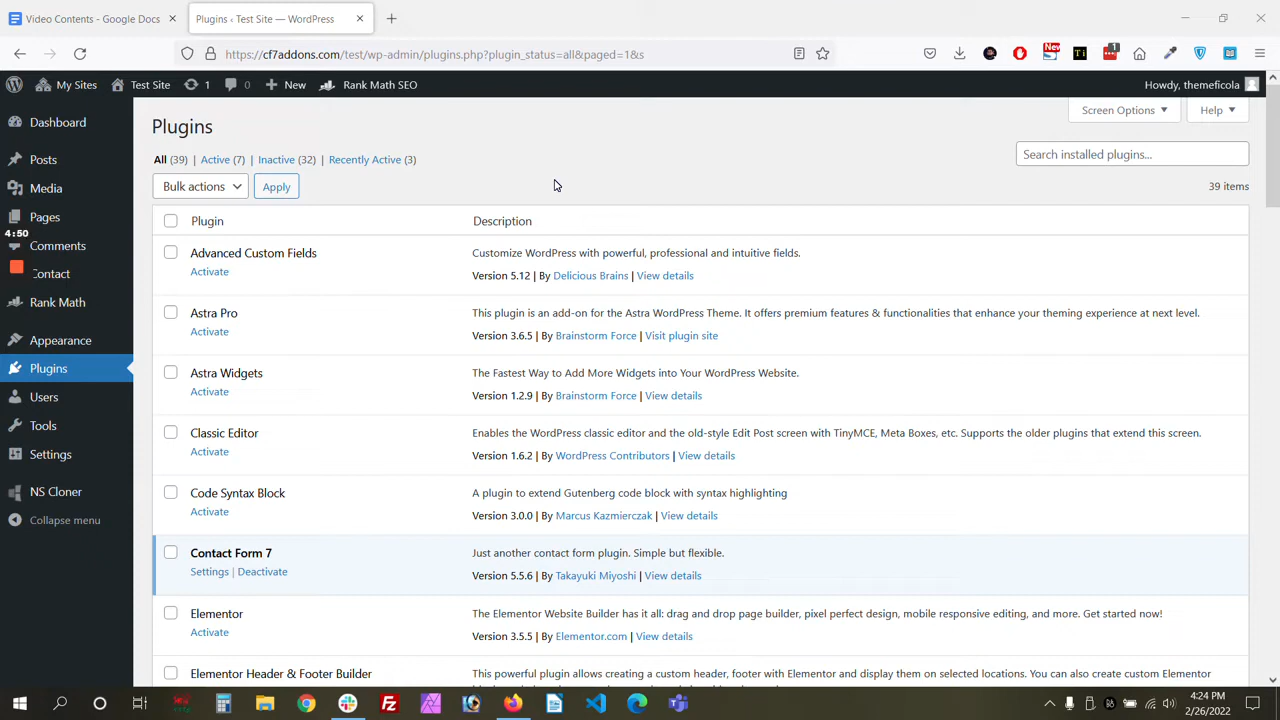 Video Contents - Google Docs
Plugins ‹ Test Site — WordPress
https://cf7addons.com/test/wp-admin/plugins.php?plugin_status=all&paged=1&s
New
1
Ti
My Sites
Test Site
1
0
New
Rank Math SEO
Howdy, themeficola
Dashboard
Posts
Media
Pages
4:50
Comments
Contact
Rank Math
Appearance
Plugins
Users
Tools
Settings
NS Cloner
Collapse menu
Screen Options
Help
Plugins
All (39) | Active (7) | Inactive (32) | Recently Active (3)
Search installed plugins...
Bulk actions
Apply
39 items
Plugin
Description
Advanced Custom Fields
Customize WordPress with powerful, professional and intuitive fields.
Activate
Version 5.12 | By Delicious Brains | View details
Astra Pro
This plugin is an add-on for the Astra WordPress Theme. It offers premium features & functionalities that enhance your theming experience at next level.
Activate
Version 3.6.5 | By Brainstorm Force | Visit plugin site
Astra Widgets
The Fastest Way to Add More Widgets into Your WordPress Website.
Activate
Version 1.2.9 | By Brainstorm Force | View details
Classic Editor
Enables the WordPress classic editor and the old-style Edit Post screen with TinyMCE, Meta Boxes, etc. Supports the older plugins that extend this screen.
Activate
Version 1.6.2 | By WordPress Contributors | View details
Code Syntax Block
A plugin to extend Gutenberg code block with syntax highlighting
Activate
Version 3.0.0 | By Marcus Kazmierczak | View details
Contact Form 7
Just another contact form plugin. Simple but flexible.
Settings | Deactivate
Version 5.5.6 | By Takayuki Miyoshi | View details
Elementor
The Elementor Website Builder has it all: drag and drop page builder, pixel perfect design, mobile responsive editing, and more. Get started now!
Activate
Version 3.5.5 | By Elementor.com | View details
Elementor Header & Footer Builder
This powerful plugin allows creating a custom header, footer with Elementor and display them on selected locations. You can also create custom Elementor
4:24 PM
2/26/2022